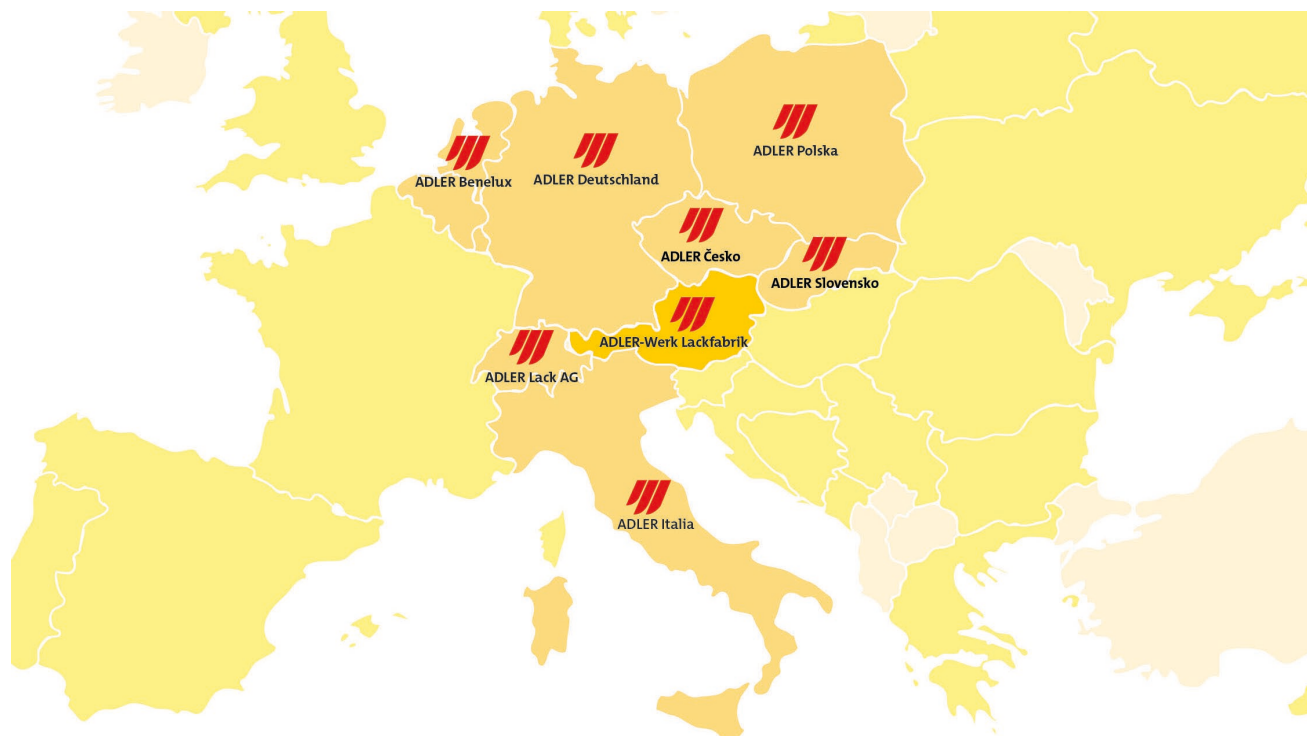 ADLER Polska
ADLER Benelux
ADLER Deutschland
ADLER Česko
ADLER Slovensko
ADLER-Werk Lackfabrik
ADLER Lack AG
ADLER Italia